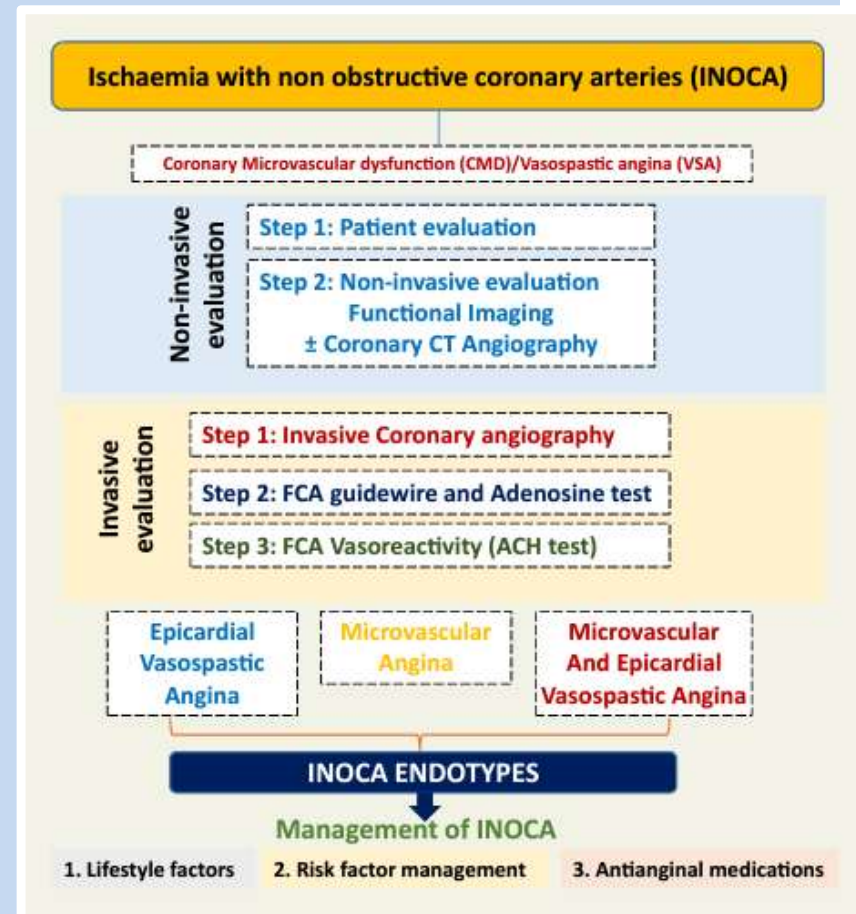 Ischaemia with non obstructive coronary arteries (INOCA)
Coronary Microvascular dysfunction (CMD)/Vasospastic angina (VSA)
Non-invasive
evaluation
Step 1: Patient evaluation
Step 2: Non-invasive evaluation
Functional Imaging
± Coronary CT Angiography
Invasive
evaluation
Step 1: Invasive Coronary angiography
Step 2: FCA guidewire and Adenosine test
Step 3: FCA Vasoreactivity (ACH test)
Epicardial
Vasospastic
Angina
Microvascular
Angina
Microvascular
And Epicardial
Vasospastic Angina
INOCA ENDOTYPES
Management of INOCA
1. Lifestyle factors
2. Risk factor management
3. Antianginal medications